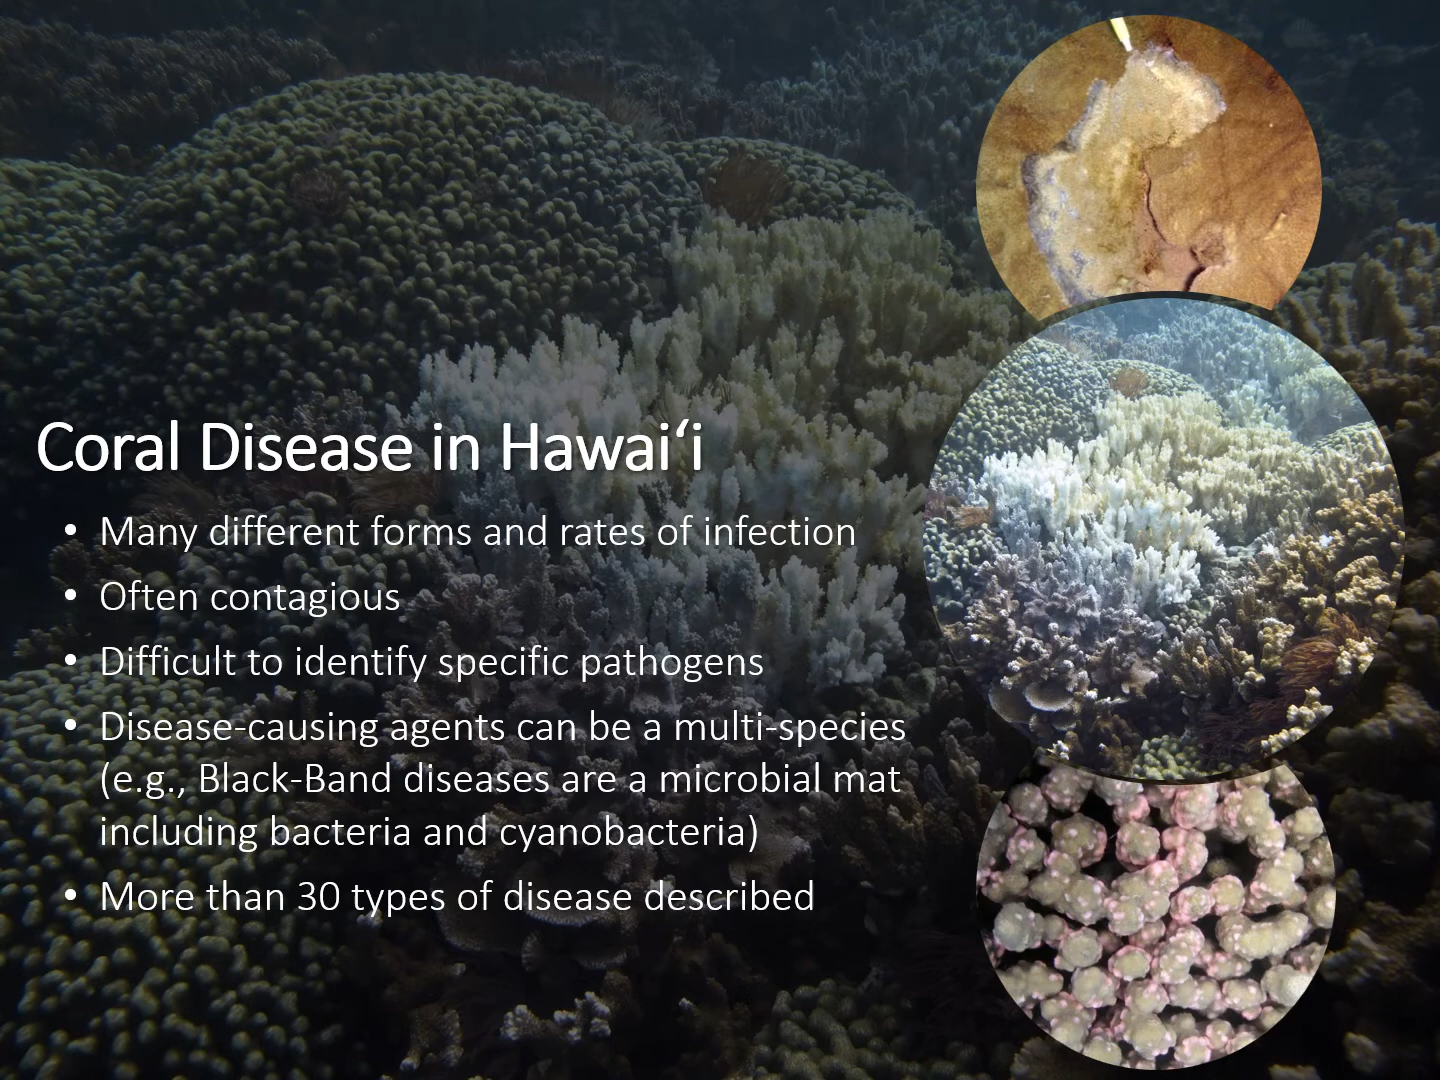 Coral Disease in Hawaiʻi
• Many different forms and rates of infection
• Often contagious
• Difficult to identify specific pathogens
• Disease-causing agents can be a multi-species
(e.g., Black-Band diseases are a microbial mat
including bacteria and cyanobacteria)
• More than 30 types of disease described